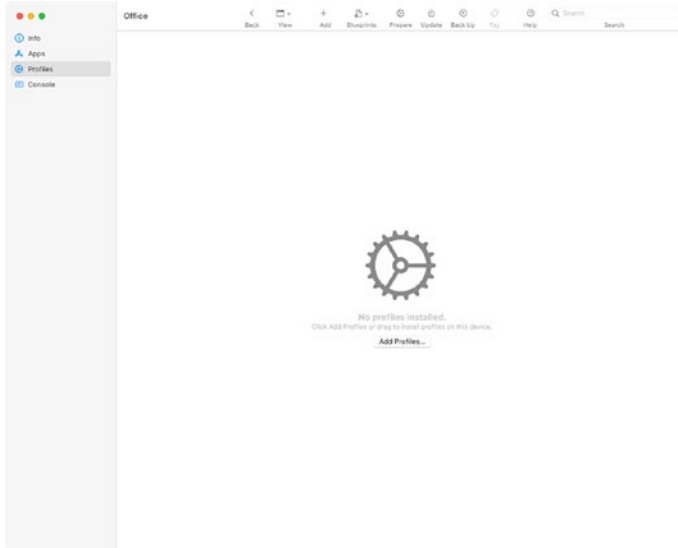 Office
Back View Add Blueprints Prepare Update Back Up Tag Help Search
Search
Info
Apps
Profiles
Console
No profiles installed.
Click Add Profiles or drag to install profiles on this device.
Add Profiles...